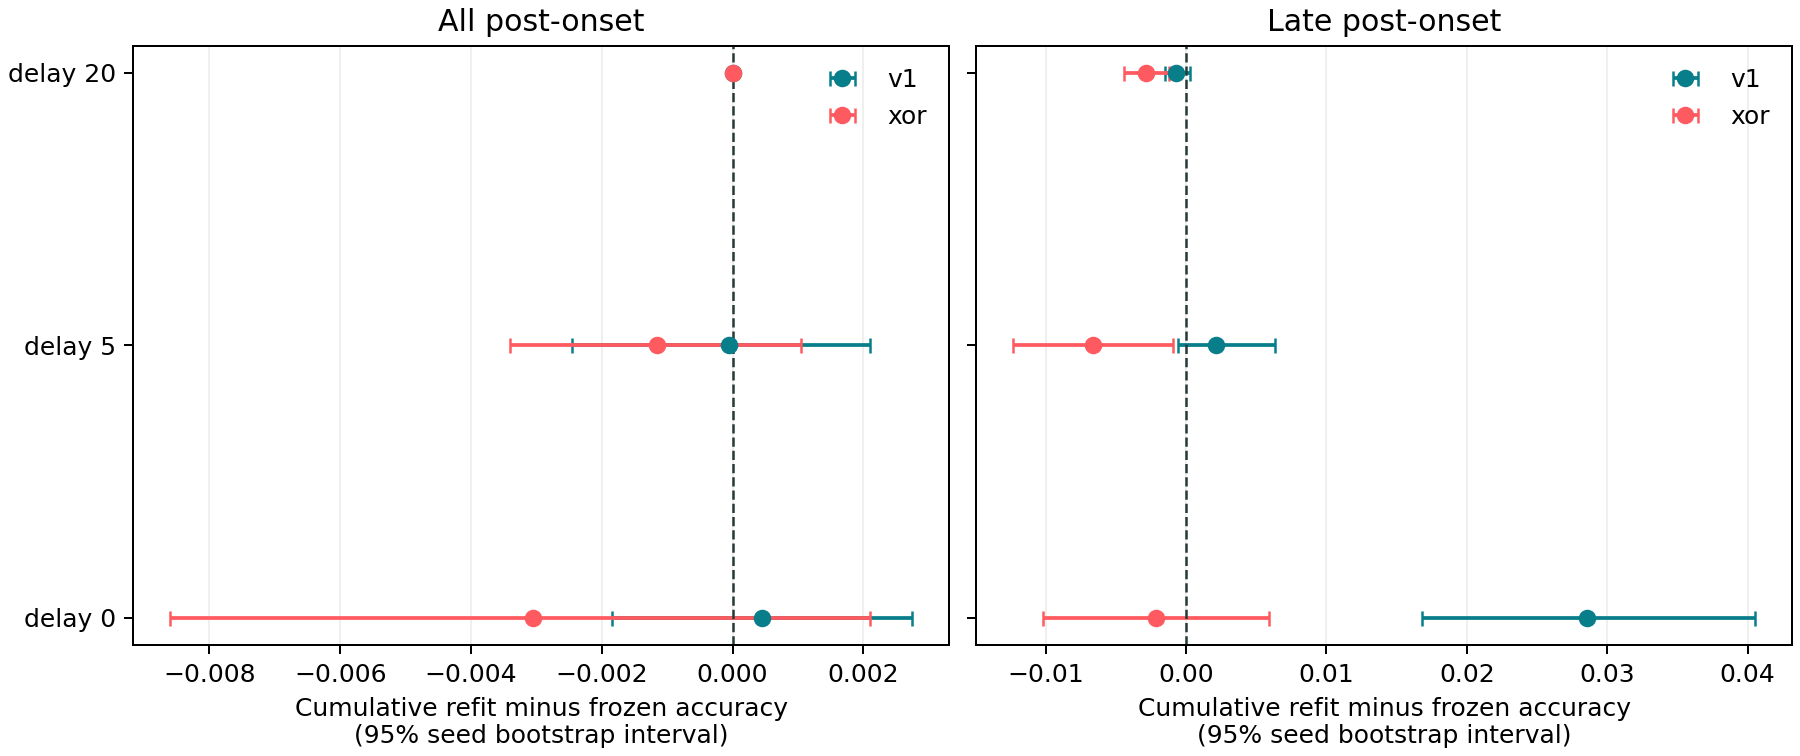 All post-onset
Late post-onset
delay 20
delay 5
delay 0
v1
xor
v1
xor
−0.008 −0.006 −0.004 −0.002 0.000 0.002
−0.01 0.00 0.01 0.02 0.03 0.04
Cumulative refit minus frozen accuracy
(95% seed bootstrap interval)
Cumulative refit minus frozen accuracy
(95% seed bootstrap interval)